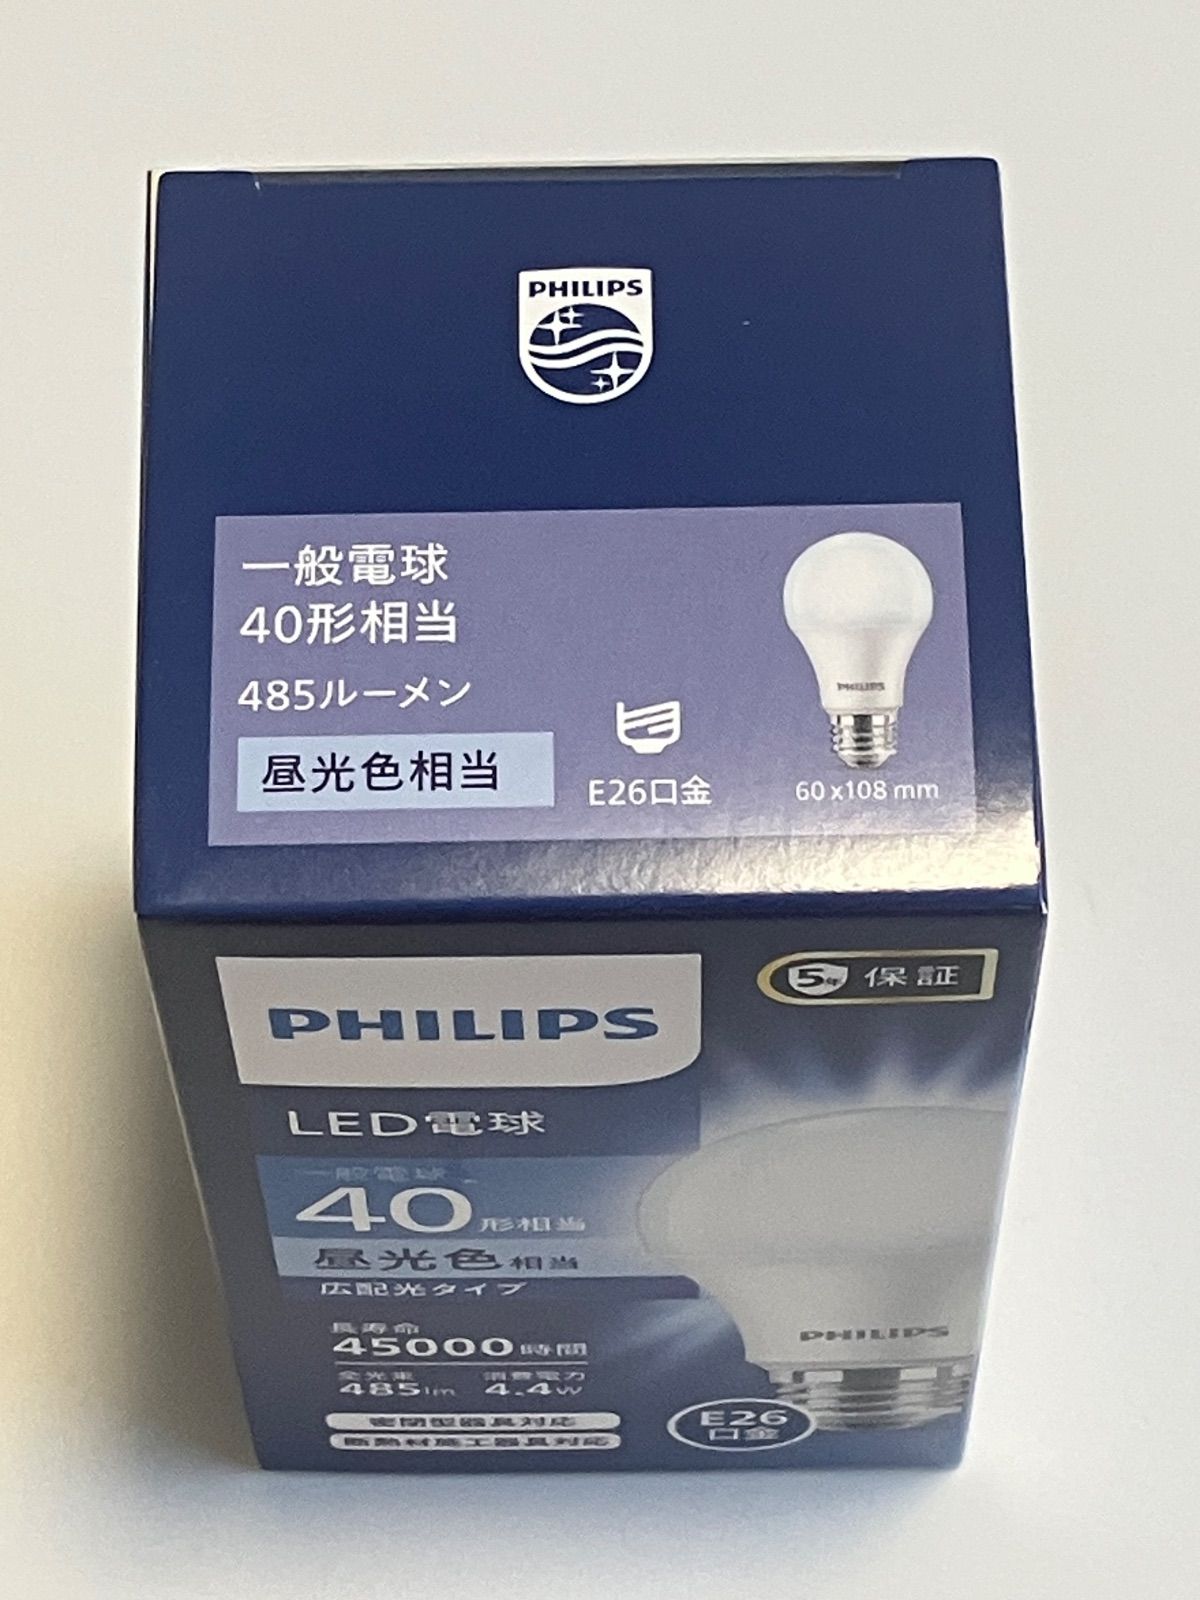 PHILIPS
一般電球
40形相当
485ルーメン
昼光色相当
E26口金
PHILIPS
60 x108 mm
PHILIPS
5年 保証
LED電球
一般電球
40形相当
昼光色相当
広配光タイプ
長寿命
45000時間
全光束 消費電力
485lm 4.4W
密閉型器具対応
断熱材施工器具対応
PHILIPS
E26
口金